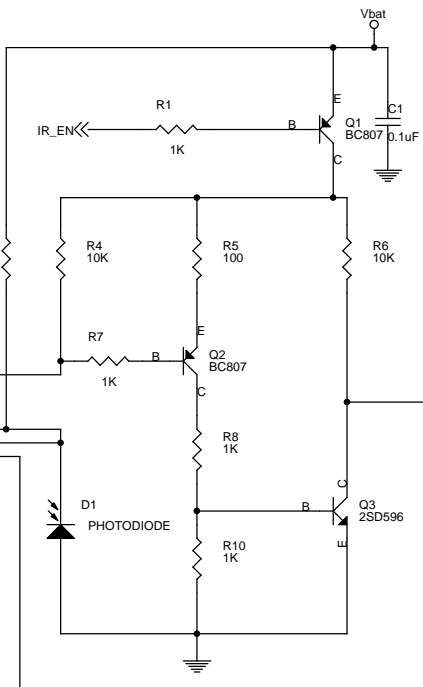 Vbat
R1
E
C1
IR_EN
B
Q1
BC807
0.1uF
1K
C
R4
10K
R5
100
R6
10K
R7
E
B
Q2
BC807
1K
C
R8
1K
C
D1
B
Q3
2SD596
PHOTODIODE
R10
1K
E